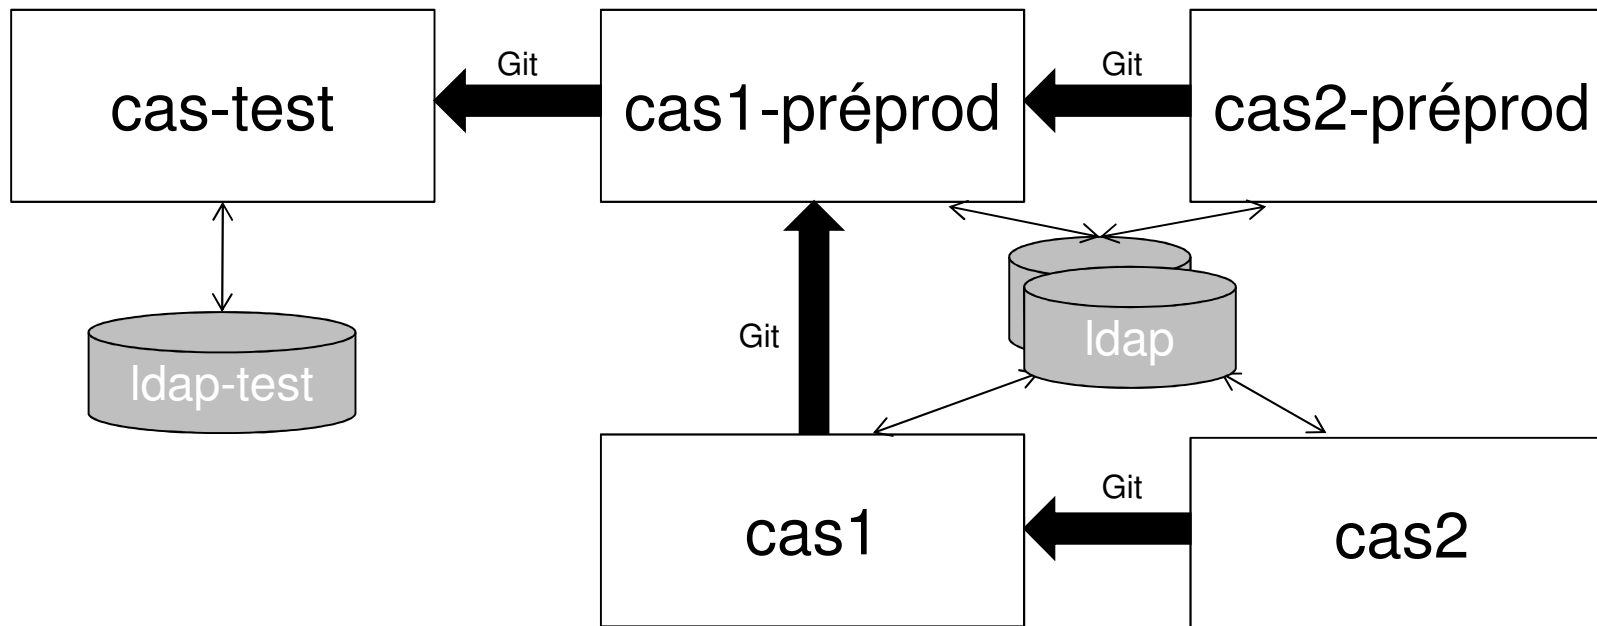 Git
Git
cas-test
cas1-préprod
cas2-préprod
Git
ldap
ldap-test
Git
cas1
cas2